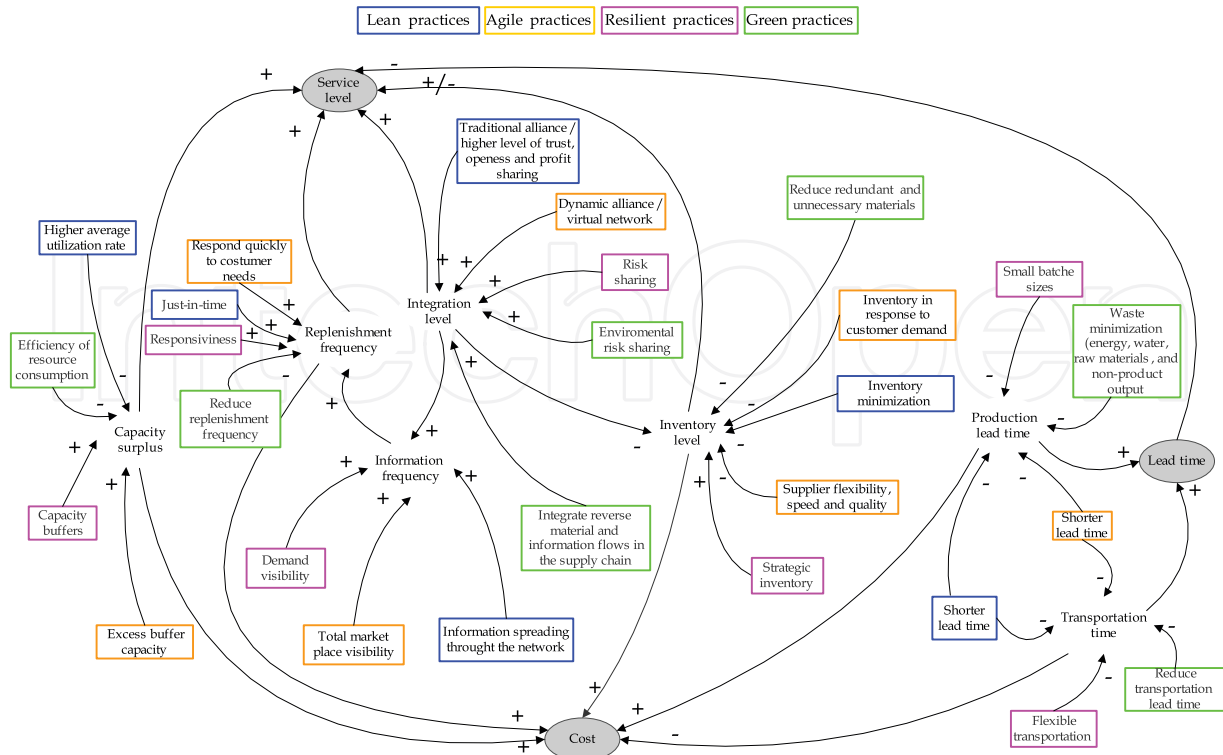 Lean practices
Agile practices
Resilient practices
Green practices
+
Service
level
-
+/-
+
+
Traditional alliance /
higher level of trust,
openess and profit
sharing
Reduce redundant and
unnecessary materials
Dynamic alliance /
virtual network
Higher average
utilization rate
Respond quickly
to costumer
needs
Risk
sharing
Small batche
sizes
+
+
+
Just-in-time
+
Integration
level
+
Inventory in
response to
customer demand
Waste
minimization
(energy, water,
raw materials, and
non-product
output
Responsiviness
+
+
Replenishment
frequency
Enviromental
risk sharing
+
Efficiency of
resource
consumption
-
-
+
-
-
-
Reduce
replenishment
frequency
Inventory
minimization
-
+
Production
lead time
-
Capacity
surplus
+
+
Inventory
level
-
-
-
+
Lead time
+
Information
frequency
+
+
+
+
-
+
-
-
+
Supplier flexibility,
speed and quality
Capacity
buffers
Integrate reverse
material and
information flows in
the supply chain
Shorter
lead time
Demand
visibility
Strategic
inventory
-
Excess buffer
capacity
Total market
place visibility
Information spreading
throught the network
Shorter
lead time
-
Transportation
time
-
-
Reduce
transportation
lead time
+
+
+
Flexible
transportation
Cost
-
+
IntechOpen